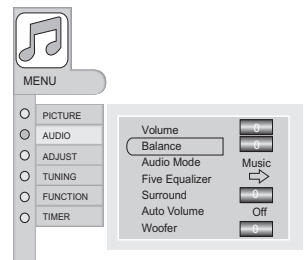 MENU
PICTURE
AUDIO
ADJUST
TUNING
FUNCTION
TIMER
Volume 0
Balance 0
Audio Mode Music
Five Equalizer
Surround 0
Auto Volume Off
Woofer 0